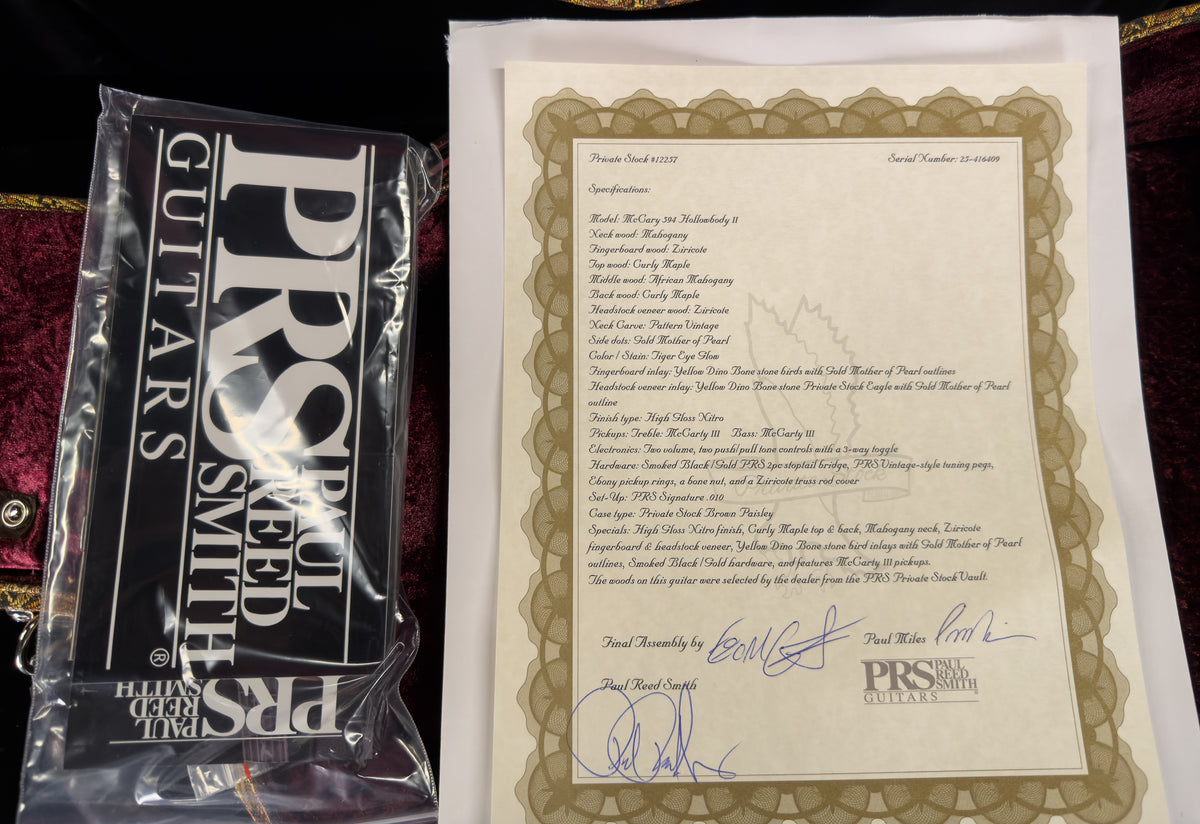 PRS PAUL REED SMITH ®
GUITARS
PRS PAUL REED SMITH
Private Stock #12257
Serial Number: 25-416409
Specifications:
Model: McCary 594 Hollowbody II
Neck wood: Mahogany
Fingerboard wood: Ziricote
Top wood: Curly Maple
Middle wood: African Mahogany
Back wood: Curly Maple
Headstock veneer wood: Ziricote
Neck Carve: Pattern Vintage
Side dots: Gold Mother of Pearl
Color / Stain: Tiger Eye Glow
Fingerboard inlay: Yellow Dino Bone stone birds with Gold Mother of Pearl outlines
Headstock veneer inlay: Yellow Dino Bone stone Private Stock Eagle with Gold Mother of Pearl
outline
Finish type: High Gloss Nitro
Pickups: Treble: McCarty III Bass: McCarty III
Electronics: Two volume, two push/pull tone controls with a 3-way toggle
Hardware: Smoked Black / Gold PRS 2pc stoptail bridge, PRS Vintage-style tuning pegs,
Ebony pickup rings, a bone nut, and a Ziricote truss rod cover
Set-Up: PRS Signature .010
Case type: Private Stock Brown Paisley
Specials: High Gloss Nitro finish, Curly Maple top & back, Mahogany neck, Ziricote
fingerboard & headstock veneer, Yellow Dino Bone stone bird inlays with Gold Mother of Pearl
outlines, Smoked Black / Gold hardware, and features McCarty III pickups.
The woods on this guitar were selected by the dealer from the PRS Private Stock Vault.
Final Assembly by
Paul Miles
PRS PAUL REED SMITH
GUITARS
Paul Reed Smith